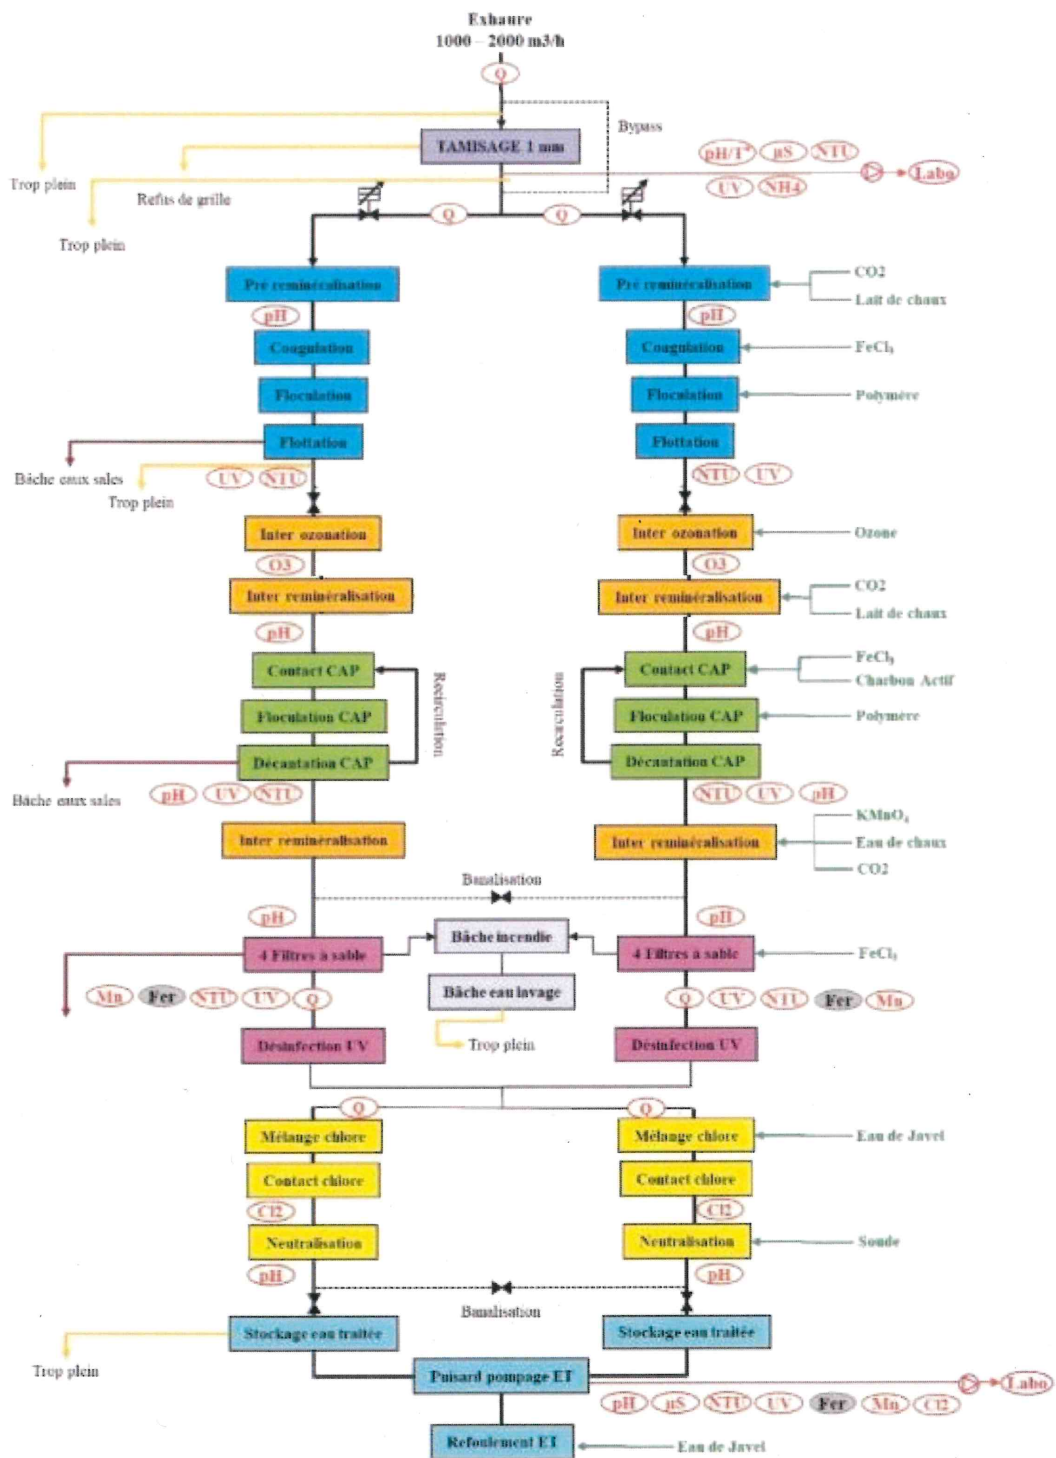 Exhaure
1000 – 2000 m3/h
Q
Bypass
TAMISAGE 1 mm
pH/T° µS NTU
Labo
UV NH4
Trop plein
Refus de grille
Q Q
Trop plein
Pré reminéralisation Pré reminéralisation CO2
Lait de chaux
pH pH
Coagulation Coagulation FeCl3
Floculation Floculation Polymère
Flottation Flottation
Bâche eaux sales UV NTU NTU UV
Trop plein
Inter ozonation Inter ozonation Ozone
O3 O3
Inter reminéralisation Inter reminéralisation CO2
Lait de chaux
pH pH
Contact CAP Contact CAP FeCl3
Charbon Actif
Recirculation Recirculation
Floculation CAP Floculation CAP Polymère
Décantation CAP Décantation CAP
Bâche eaux sales pH UV NTU NTU UV pH
KMnO4
Inter reminéralisation Inter reminéralisation Eau de chaux
CO2
Banalisation
pH pH
Bâche incendie
4 Filtres à sable 4 Filtres à sable FeCl3
Bâche eau lavage
Mn Fer NTU UV Q Q UV NTU Fer Mn
Trop plein
Désinfection UV Désinfection UV
Q Q
Mélange chlore Mélange chlore Eau de Javel
Contact chlore Contact chlore
Cl2 Cl2
Neutralisation Neutralisation Soude
pH pH
Banalisation
Stockage eau traitée Stockage eau traitée
Trop plein
Puisard pompage ET Labo
pH µS NTU UV Fer Mn Cl2
Refoulement ET Eau de Javel